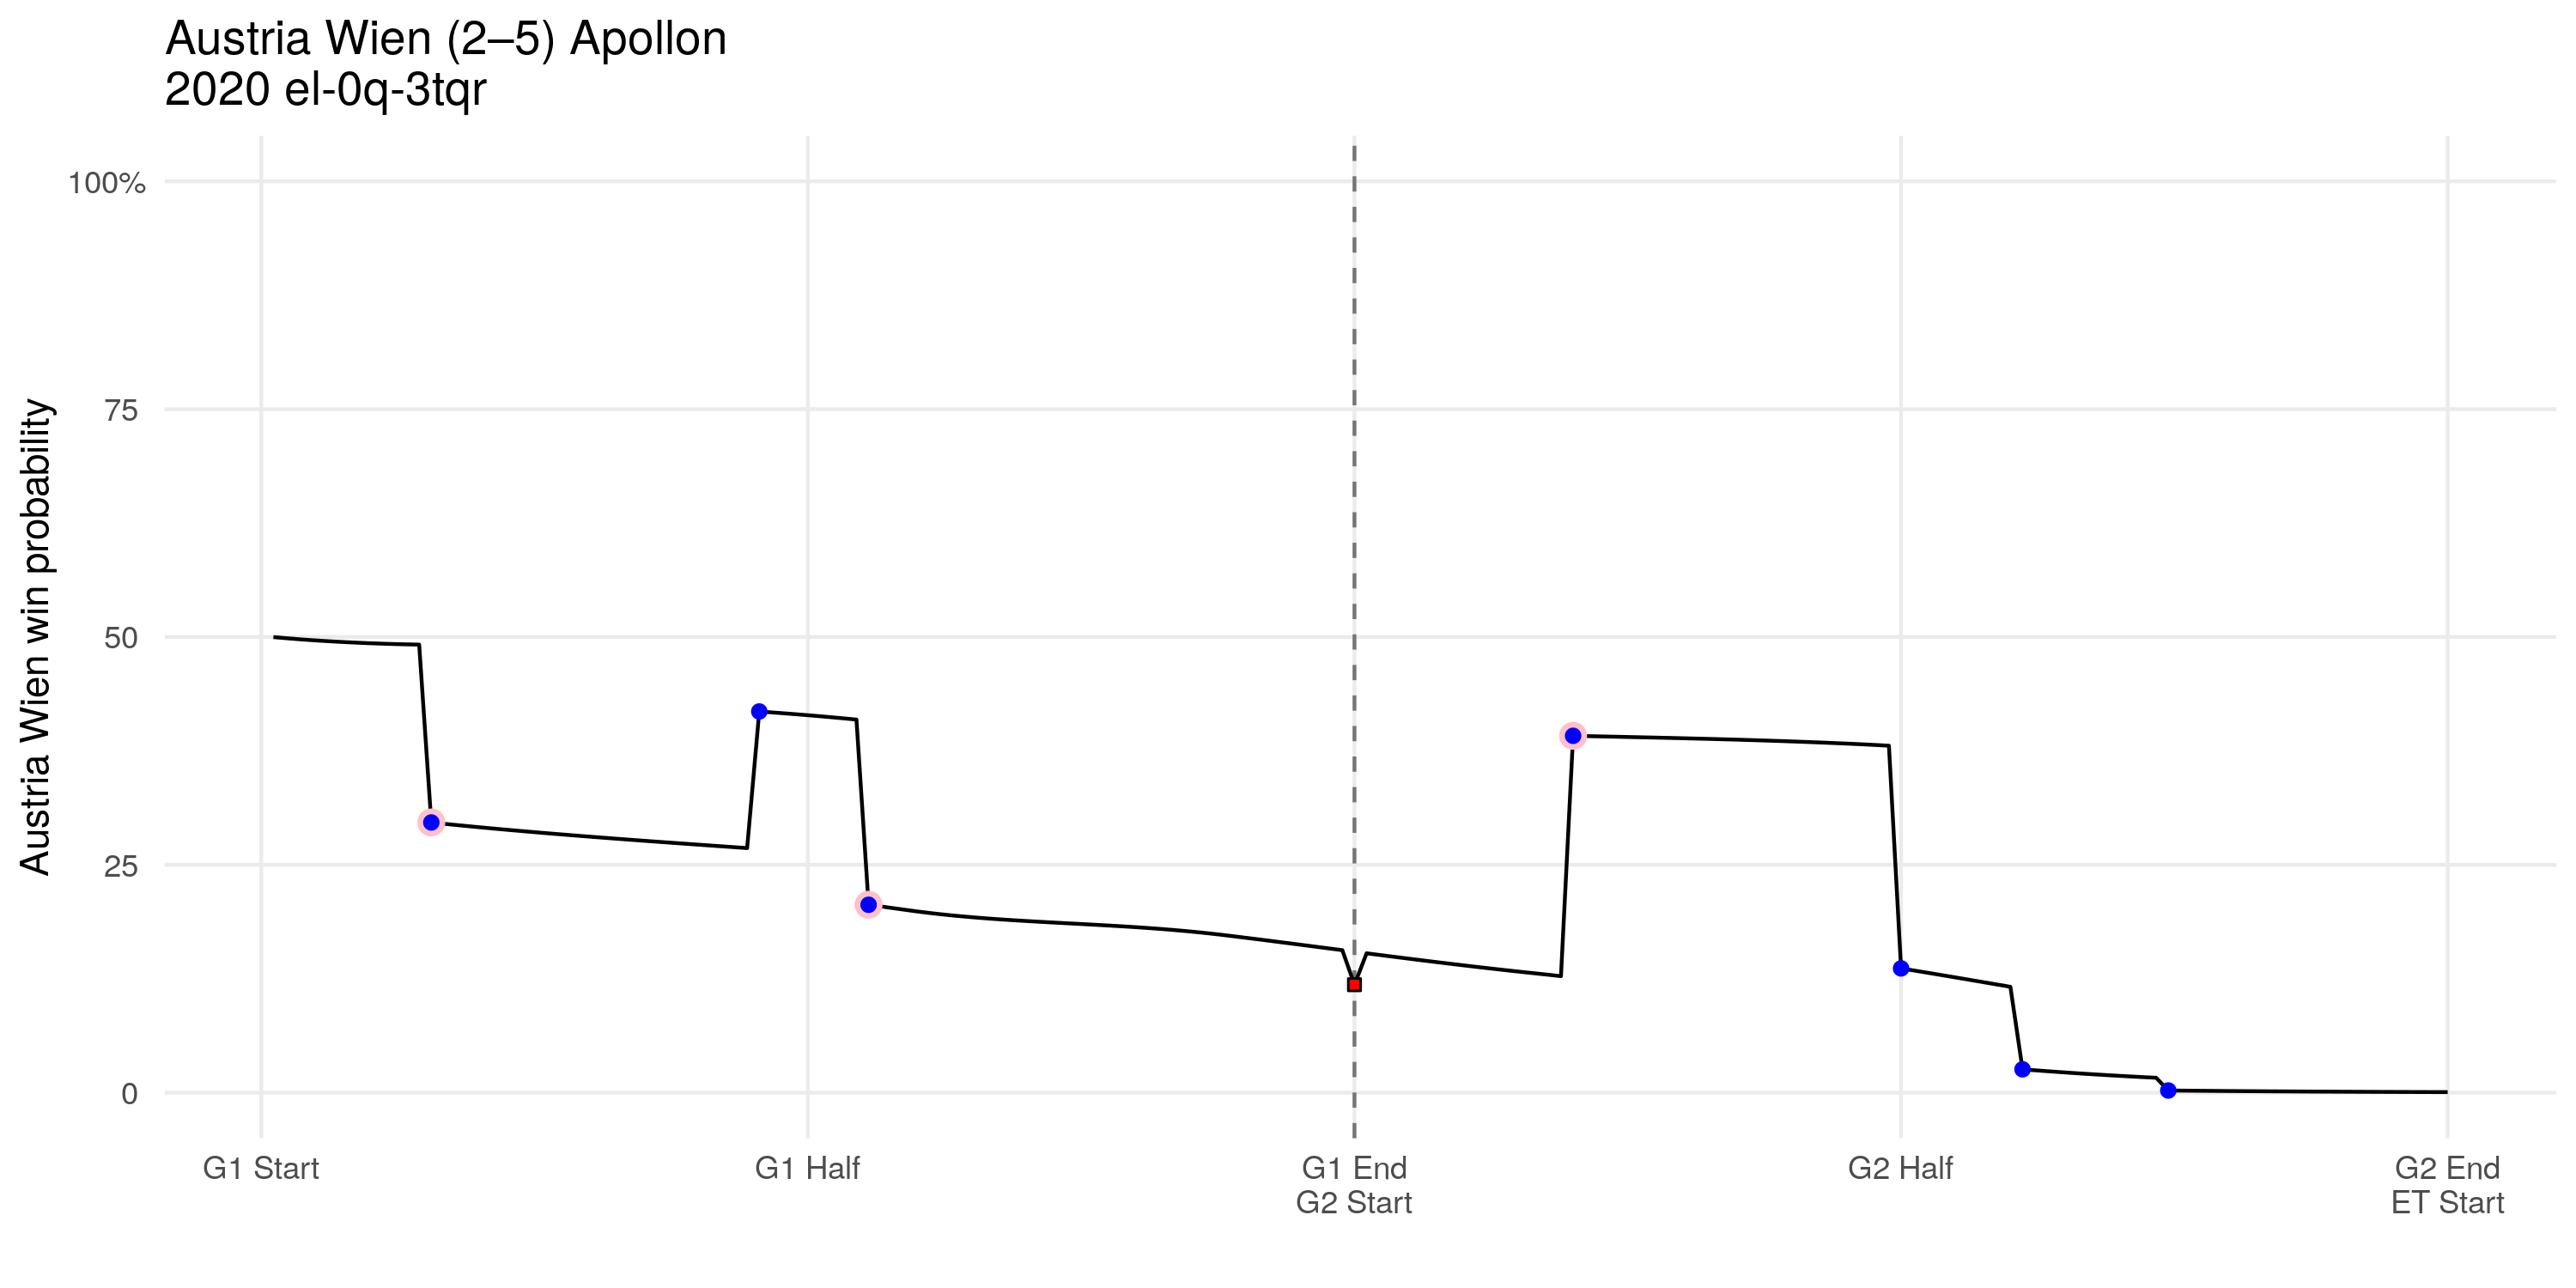 Austria Wien (2–5) Apollon
2020 el-0q-3tqr
Austria Wien win probability
100%
75
50
25
0
G1 Start
G1 Half
G1 End
G2 Start
G2 Half
G2 End
ET Start